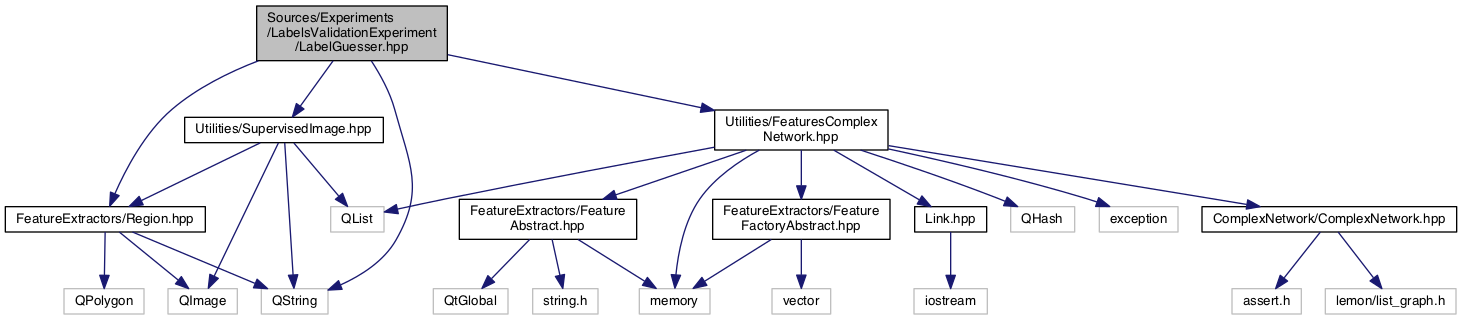 Sources/Experiments
/LabelsValidationExperiment
/LabelGuesser.hpp
Utilities/SupervisedImage.hpp
Utilities/FeaturesComplex
Network.hpp
FeatureExtractors/Region.hpp
QList
FeatureExtractors/Feature
Abstract.hpp
FeatureExtractors/Feature
FactoryAbstract.hpp
Link.hpp
QHash
exception
ComplexNetwork/ComplexNetwork.hpp
QPolygon
QImage
QString
QtGlobal
string.h
memory
vector
iostream
assert.h
lemon/list_graph.h